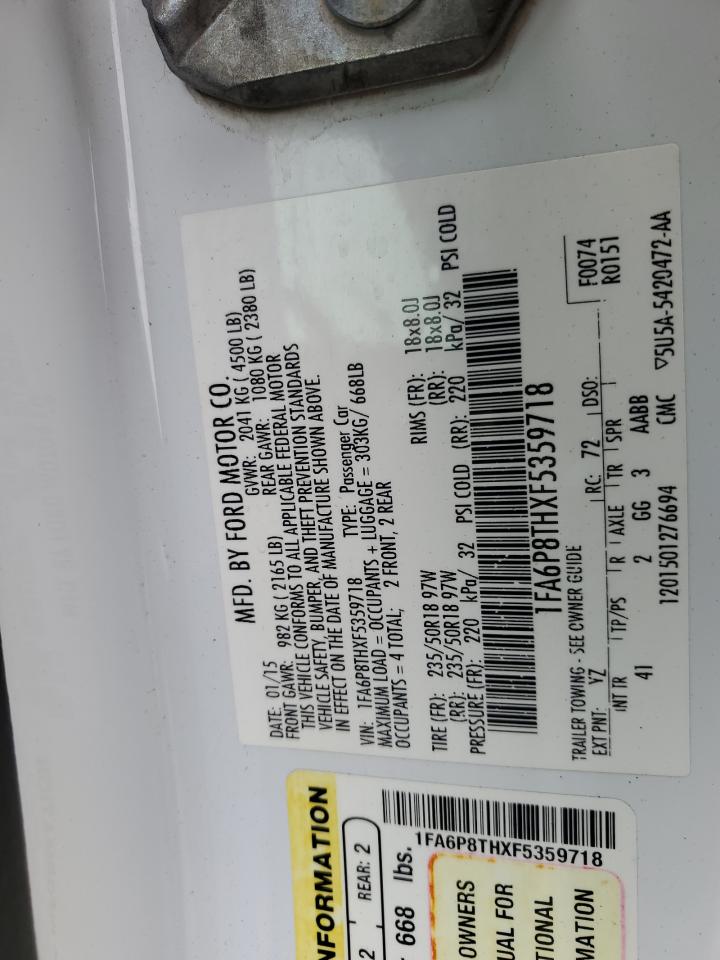 MFD. BY FORD MOTOR CO.
DATE: 01/15 GVWR: 2041 KG ( 4500 LB)
FRONT GAWR: 982 KG ( 2165 LB) REAR GAWR: 1080 KG ( 2380 LB)
THIS VEHICLE CONFORMS TO ALL APPLICABLE FEDERAL MOTOR
VEHICLE SAFETY, BUMPER, AND THEFT PREVENTION STANDARDS
IN EFFECT ON THE DATE OF MANUFACTURE SHOWN ABOVE.
VIN: 1FA6P8THXF5359718 TYPE: Passenger Car
MAXIMUM LOAD = OCCUPANTS + LUGGAGE = 303KG/ 668LB
OCCUPANTS = 4 TOTAL; 2 FRONT, 2 REAR
TIRE (FR): 235/50R18 97W RIMS (FR): 18x8.0J
(RR): 235/50R18 97W (RR): 18x8.0J
PRESSURE (FR): 220 kPa/ 32 PSI COLD (RR): 220 kPa/ 32 PSI COLD
1FA6P8THXF5359718
TRAILER TOWING - SEE OWNER GUIDE F0074
EXT PNT: YZ RC: 72 DSO: R0151
INT TR TP/PS R AXLE TR SPR
41 2 GG 3 AABB
1201501276694 CMC ▽5U5A-5420472-AA
NFORMATION
2 REAR: 2
668 lbs.
1FA6P8THXF5359718
OWNERS
UAL FOR
TIONAL
MATION